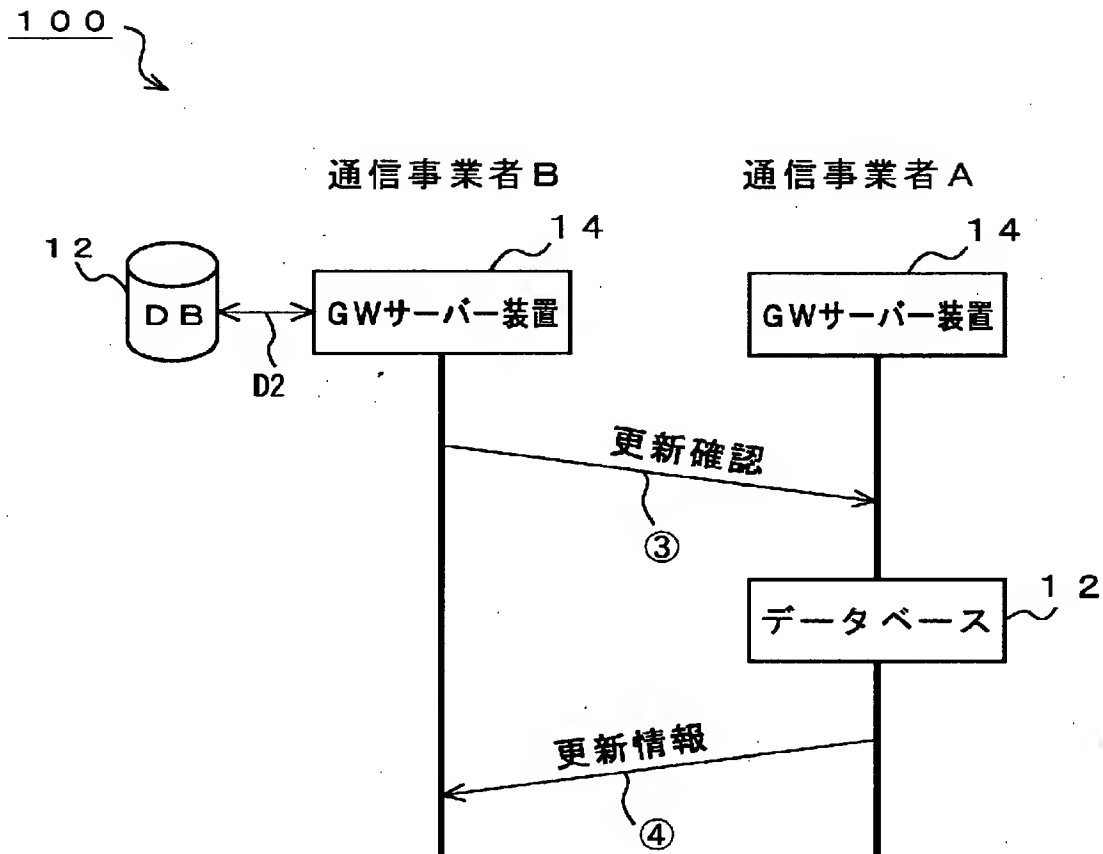 １００
通信事業者Ｂ
通信事業者Ａ
１４
１４
１２
ＤＢ
GWサーバー装置
GWサーバー装置
D2
更新確認
③
データベース
１２
更新情報
④